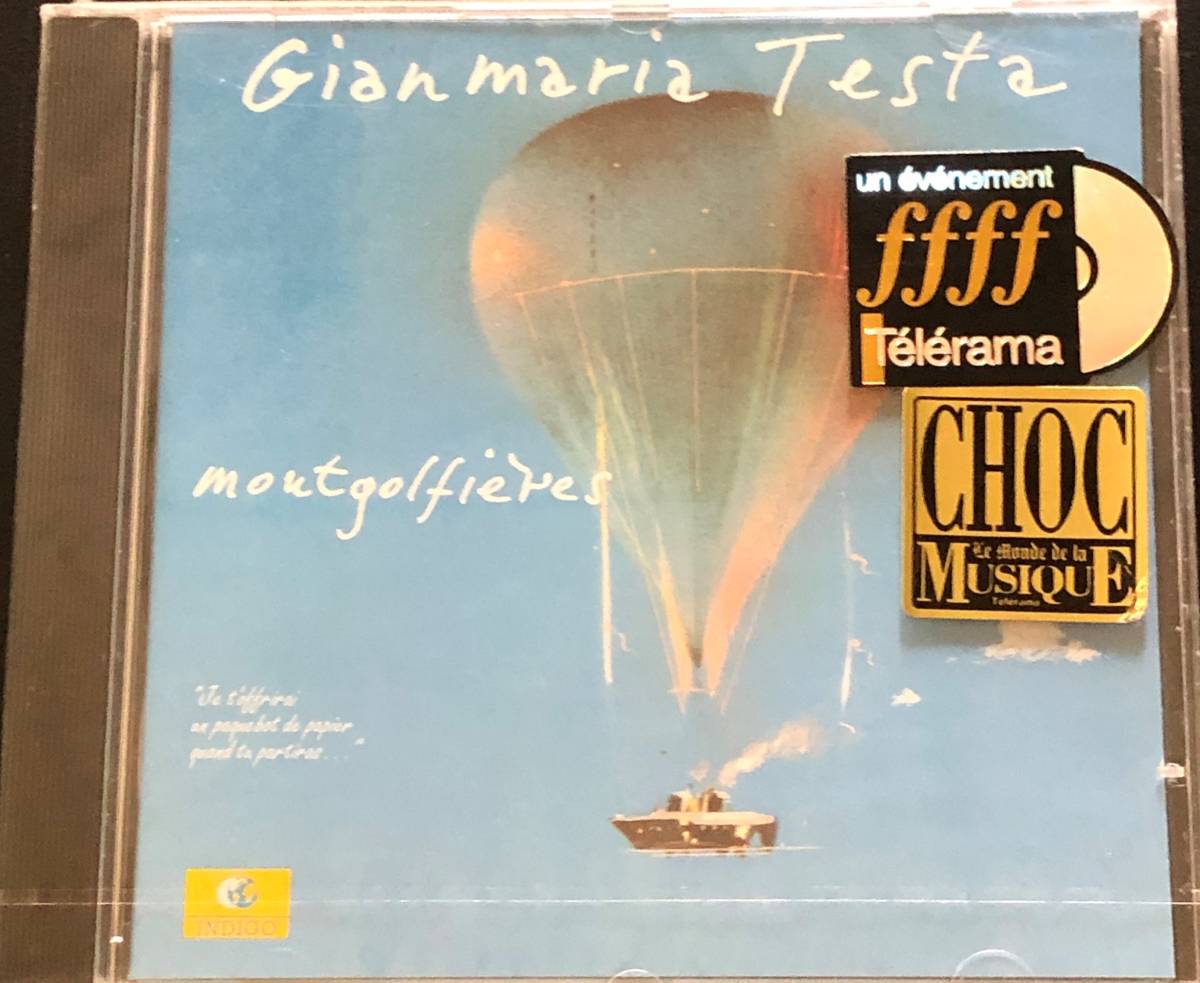 Gianmaria Testa
un événement
ffff
Télérama
CHOC
Le Monde de la
MUSIQUE
Télérama
montgolfières
"Je t'offrirai
un paquebot de papier
quand tu partiras..."
INDIGO